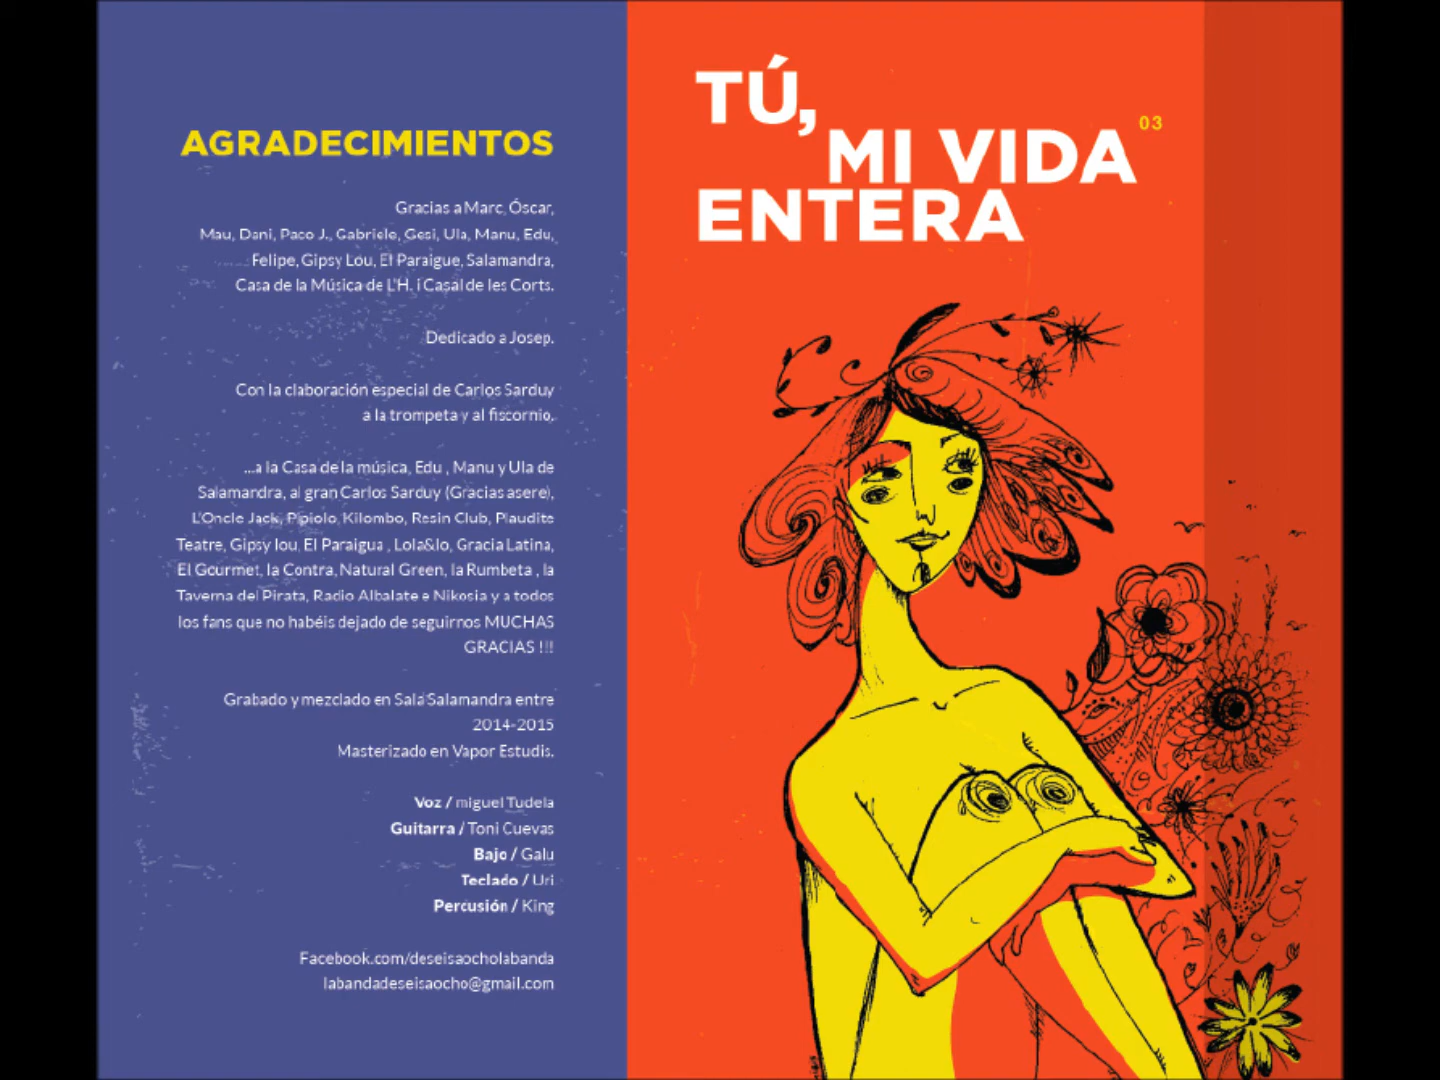 AGRADECIMIENTOS
Gracias a Marc, Óscar,
Mau, Dani, Paco J., Gabriele, Gesi, Ula, Manu, Edu,
Felipe, Gipsy Lou, El Paraigue, Salamandra,
Casa de la Música de L'H. i Casal de les Corts.
Dedicado a Josep.
Con la claboración especial de Carlos Sarduy
a la trompeta y al fiscornio.
...a la Casa de la música, Edu , Manu y Ula de
Salamandra, al gran Carlos Sarduy (Gracias asere),
L'Oncle Jack, Pipiolo, Kilombo, Resin Club, Plaudite
Teatre, Gipsy lou, El Paraigua , Lola&lo, Gracia Latina,
El Gourmet, la Contra, Natural Green, la Rumbeta , la
Taverna del Pirata, Radio Albalate e Nikosia y a todos
los fans que no habéis dejado de seguirnos MUCHAS
GRACIAS !!!
Grabado y mezclado en Sala Salamandra entre
2014-2015
Masterizado en Vapor Estudis.
Voz / miguel Tudela
Guitarra / Toni Cuevas
Bajo / Galu
Teclado / Uri
Percusión / King
Facebook.com/deseisaocholabanda
labandadeseisaocho@gmail.com
TÚ,
MI VIDA 03
ENTERA